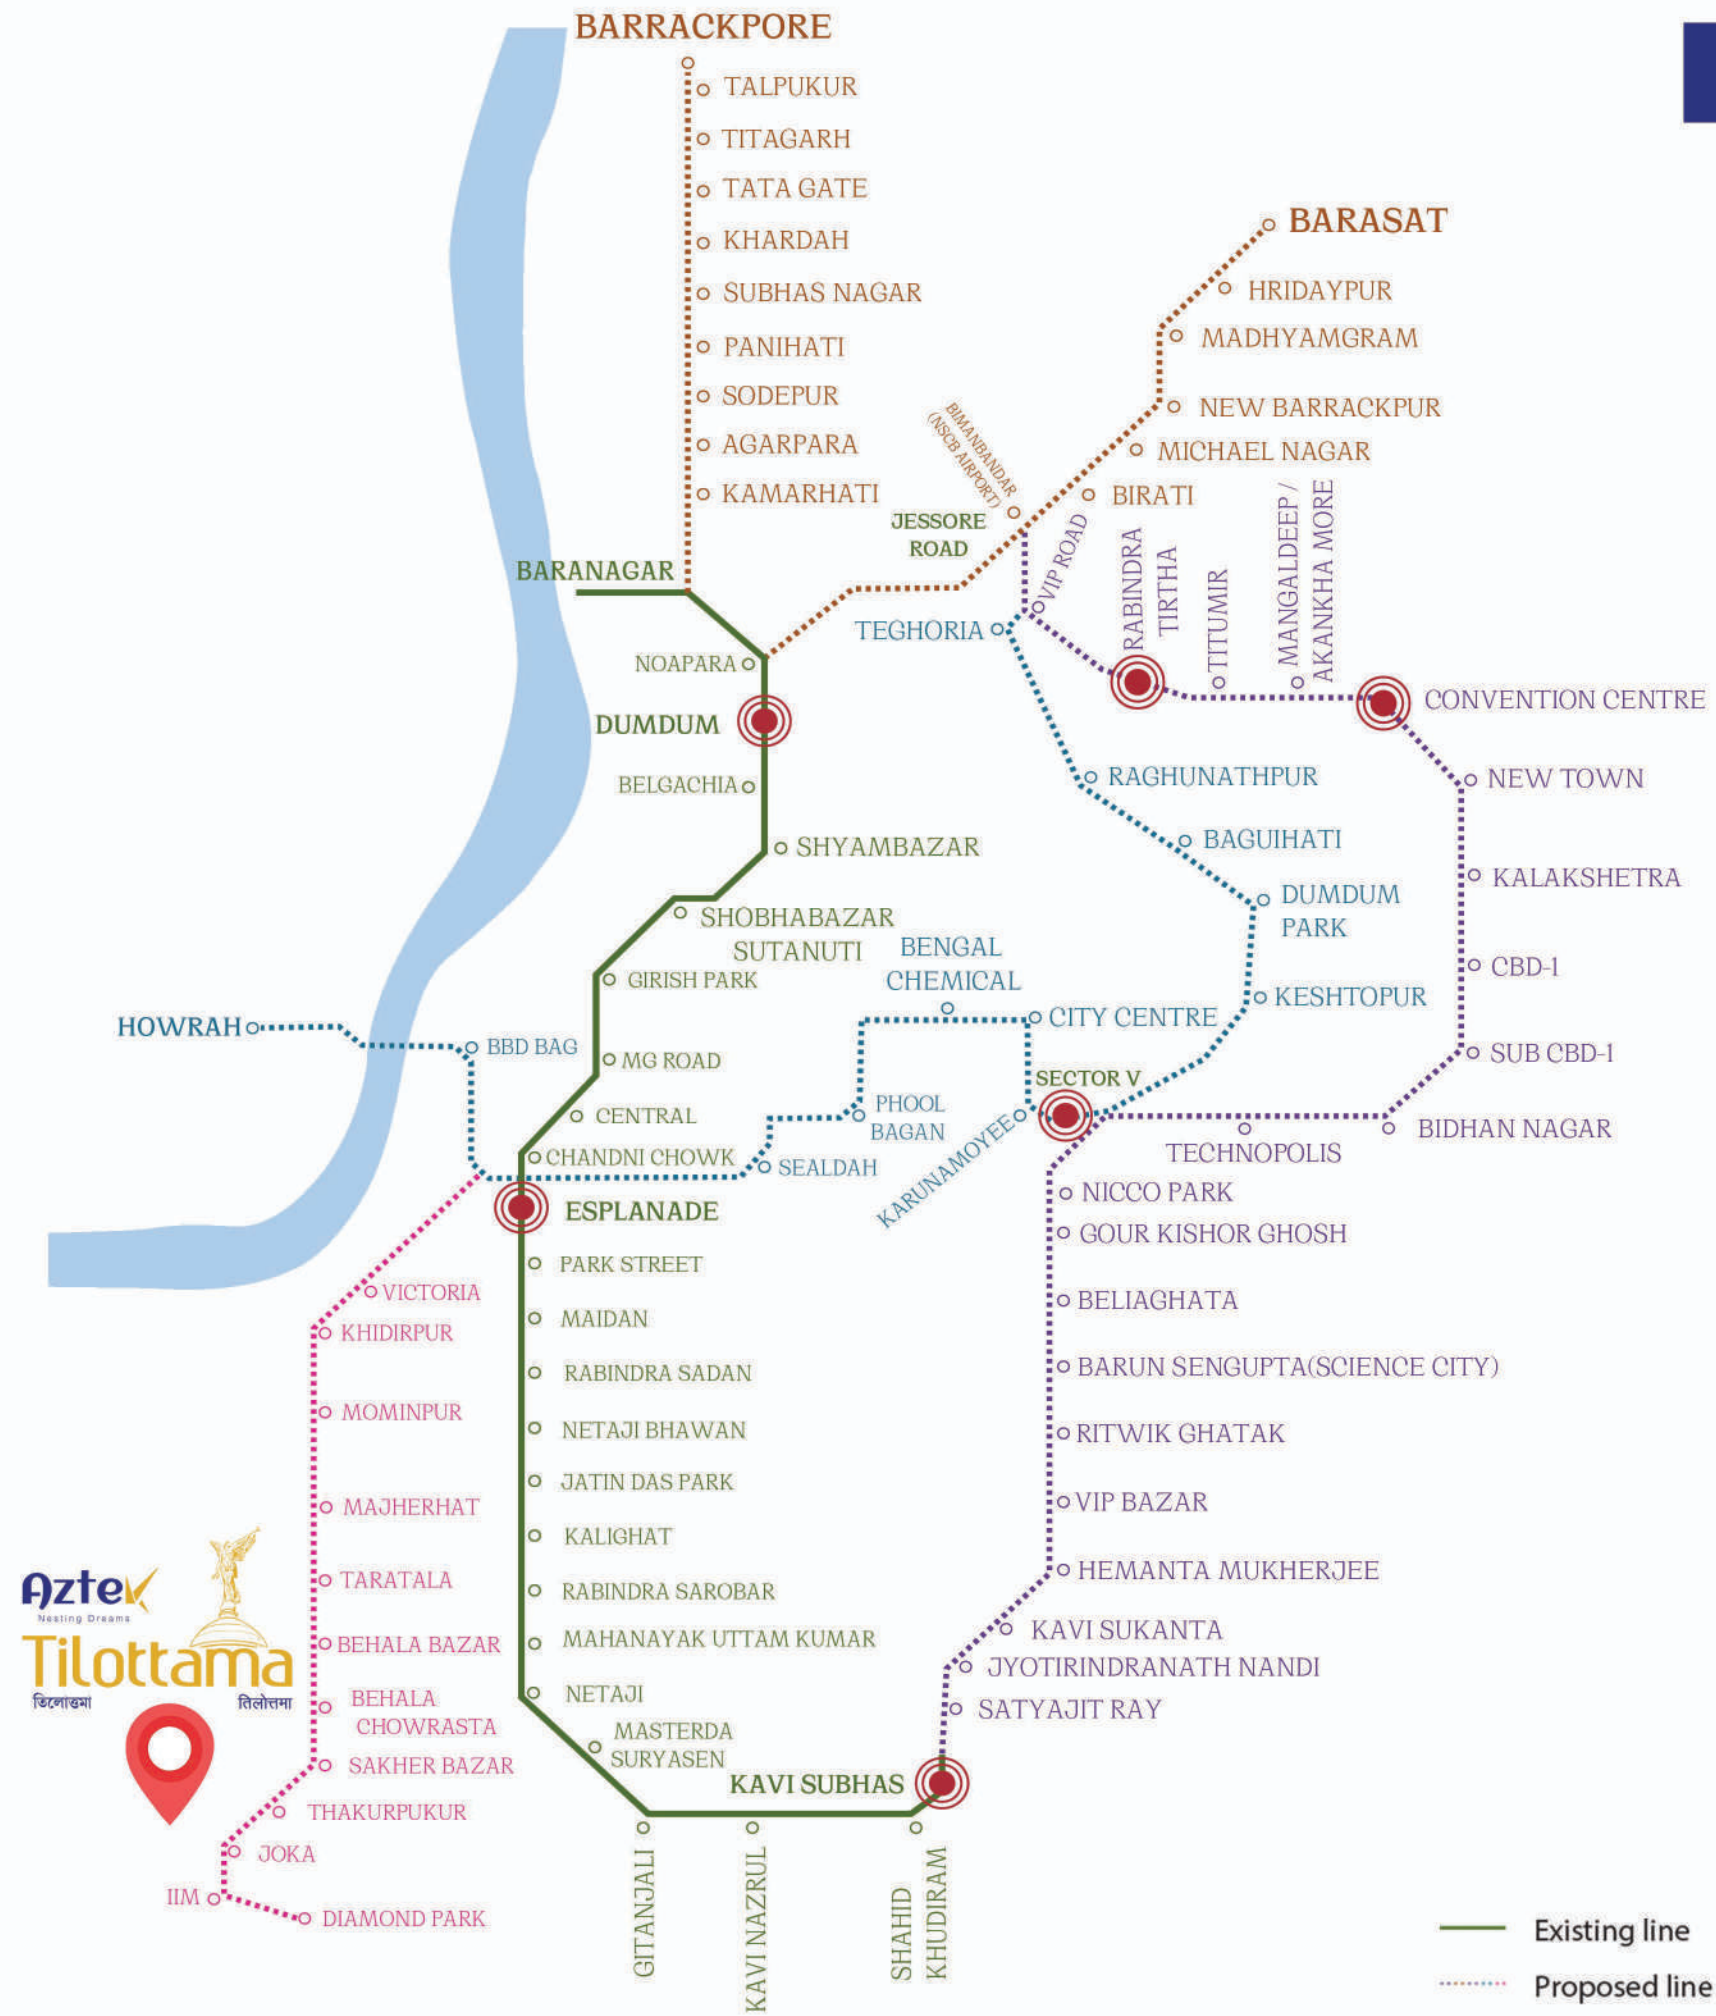 BARRACKPORE
TALPUKUR
TITAGARH
TATA GATE
KHARDAH
SUBHAS NAGAR
PANIHATI
SODEPUR
AGARPARA
KAMARHATI
BARASAT
HRIDAYPUR
MADHYAMGRAM
NEW BARRACKPUR
MICHAEL NAGAR
BIRATI
BIMANBANDAR
(NSCB AIRPORT)
JESSORE
ROAD
BARANAGAR
NOAPARA
DUMDUM
BELGACHIA
SHYAMBAZAR
SHOBHABAZAR
SUTANUTI
GIRISH PARK
MG ROAD
CENTRAL
CHANDNI CHOWK
ESPLANADE
PARK STREET
MAIDAN
RABINDRA SADAN
NETAJI BHAWAN
JATIN DAS PARK
KALIGHAT
RABINDRA SAROBAR
MAHANAYAK UTTAM KUMAR
NETAJI
MASTERDA
SURYASEN
GITANJALI
KAVI NAZRUL
SHAHID
KHUDIRAM
KAVI SUBHAS
VIP ROAD
RABINDRA
TIRTHA
TITUMIR
MANGALDEEP /
AKANKHA MORE
CONVENTION CENTRE
NEW TOWN
KALAKSHETRA
CBD-1
SUB CBD-1
BIDHAN NAGAR
TECHNOPOLIS
NICCO PARK
GOUR KISHOR GHOSH
BELIAGHATA
BARUN SENGUPTA(SCIENCE CITY)
RITWIK GHATAK
VIP BAZAR
HEMANTA MUKHERJEE
KAVI SUKANTA
JYOTIRINDRANATH NANDI
SATYAJIT RAY
TEGHORIA
RAGHUNATHPUR
BAGUIHATI
DUMDUM
PARK
KESHTOPUR
SECTOR V
KARUNAMOYEE
CITY CENTRE
BENGAL
CHEMICAL
PHOOL
BAGAN
SEALDAH
BBD BAG
HOWRAH
VICTORIA
KHIDIRPUR
MOMINPUR
MAJHERHAT
TARATALA
BEHALA BAZAR
BEHALA
CHOWRASTA
SAKHER BAZAR
THAKURPUKUR
JOKA
IIM
DIAMOND PARK
Aztek
Nesting Dreams
Tilottama
তিলোত্তমা
तिलोत्तमा
Existing line
Proposed line